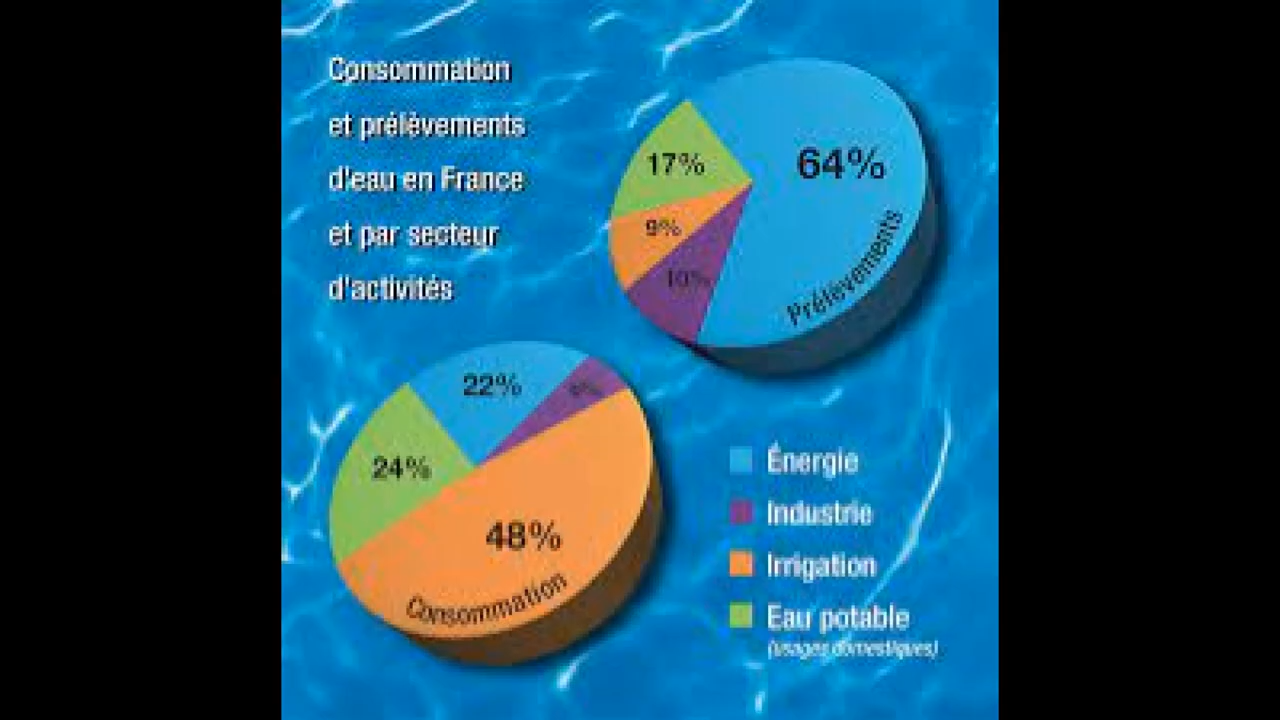 Consommation
et prélèvements
d'eau en France
et par secteur
d'activités
64%
17%
9%
10%
Prélèvements
22%
24%
48%
Consommation
Énergie
Industrie
Irrigation
Eau potable
(usages domestiques)